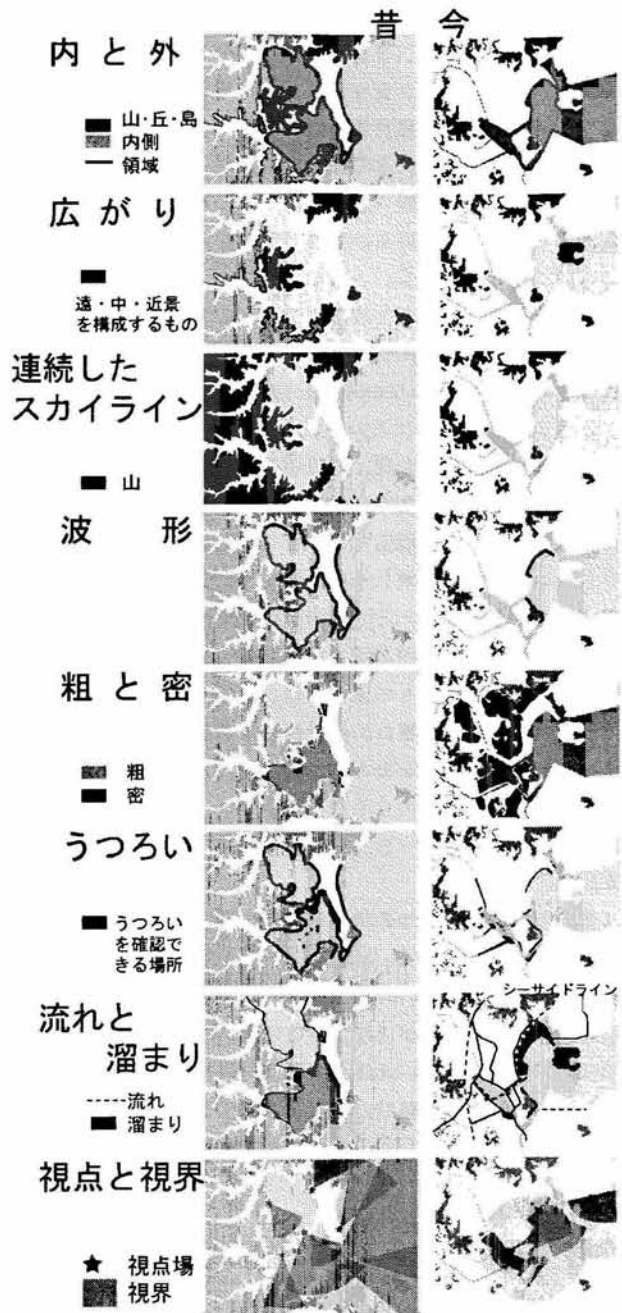 昔 今
内 と 外
山・丘・島
内側
領域
広 が り
遠・中・近景
を構成するもの
連続した
スカイライン
山
波 形
粗 と 密
粗
密
うつろい
うつろい
を確認で
きる場所
シーサイドライン
流れと
溜まり
流れ
溜まり
視点と視界
視点場
視界